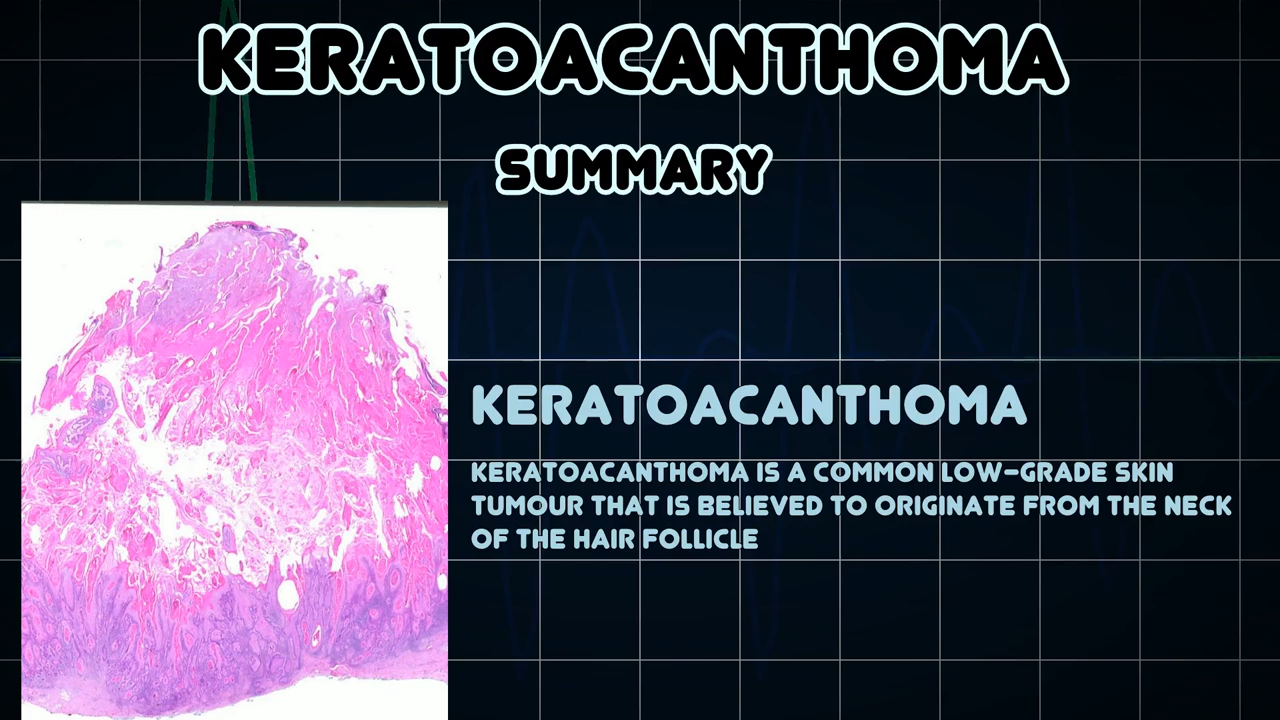 KERATOACANTHOMA
SUMMARY
KERATOACANTHOMA
KERATOACANTHOMA IS A COMMON LOW-GRADE SKIN
TUMOUR THAT IS BELIEVED TO ORIGINATE FROM THE NECK
OF THE HAIR FOLLICLE